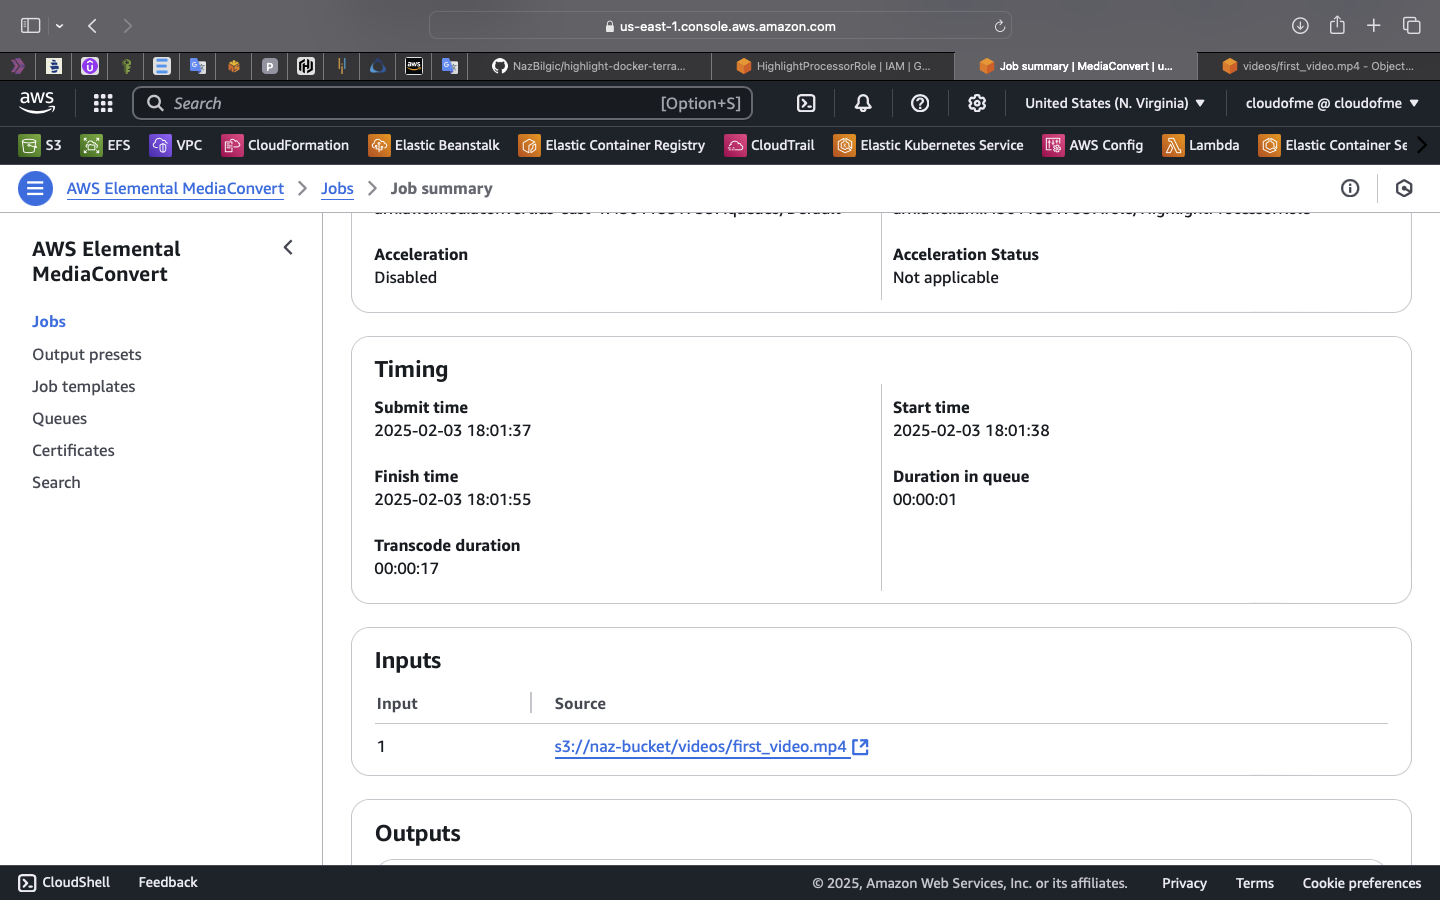 us-east-1.console.aws.amazon.com
NazBilgic/highlight-docker-terra...
HighlightProcessorRole | IAM | G...
Job summary | MediaConvert | u...
videos/first_video.mp4 - Object...
aws
Search
[Option+S]
United States (N. Virginia)
cloudofme @ cloudofme
S3
EFS
VPC
CloudFormation
Elastic Beanstalk
Elastic Container Registry
CloudTrail
Elastic Kubernetes Service
AWS Config
Lambda
Elastic Container Se
AWS Elemental MediaConvert
Jobs
Job summary
AWS Elemental
MediaConvert
Jobs
Output presets
Job templates
Queues
Certificates
Search
Acceleration
Disabled
Acceleration Status
Not applicable
Timing
Submit time
2025-02-03 18:01:37
Start time
2025-02-03 18:01:38
Finish time
2025-02-03 18:01:55
Duration in queue
00:00:01
Transcode duration
00:00:17
Inputs
Input
Source
1
s3://naz-bucket/videos/first_video.mp4
Outputs
CloudShell
Feedback
© 2025, Amazon Web Services, Inc. or its affiliates.
Privacy
Terms
Cookie preferences